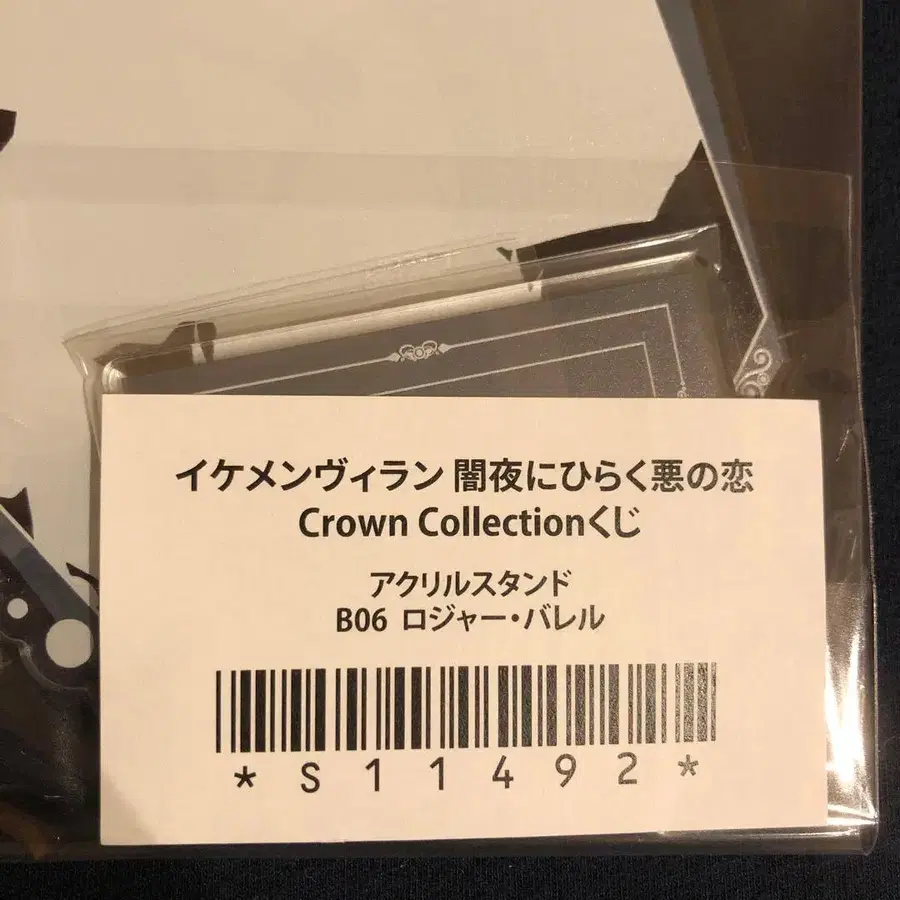 イケメンヴィラン 闇夜にひらく悪の恋
Crown Collectionくじ
アクリルスタンド
B06 ロジャー・バレル
*S11492*